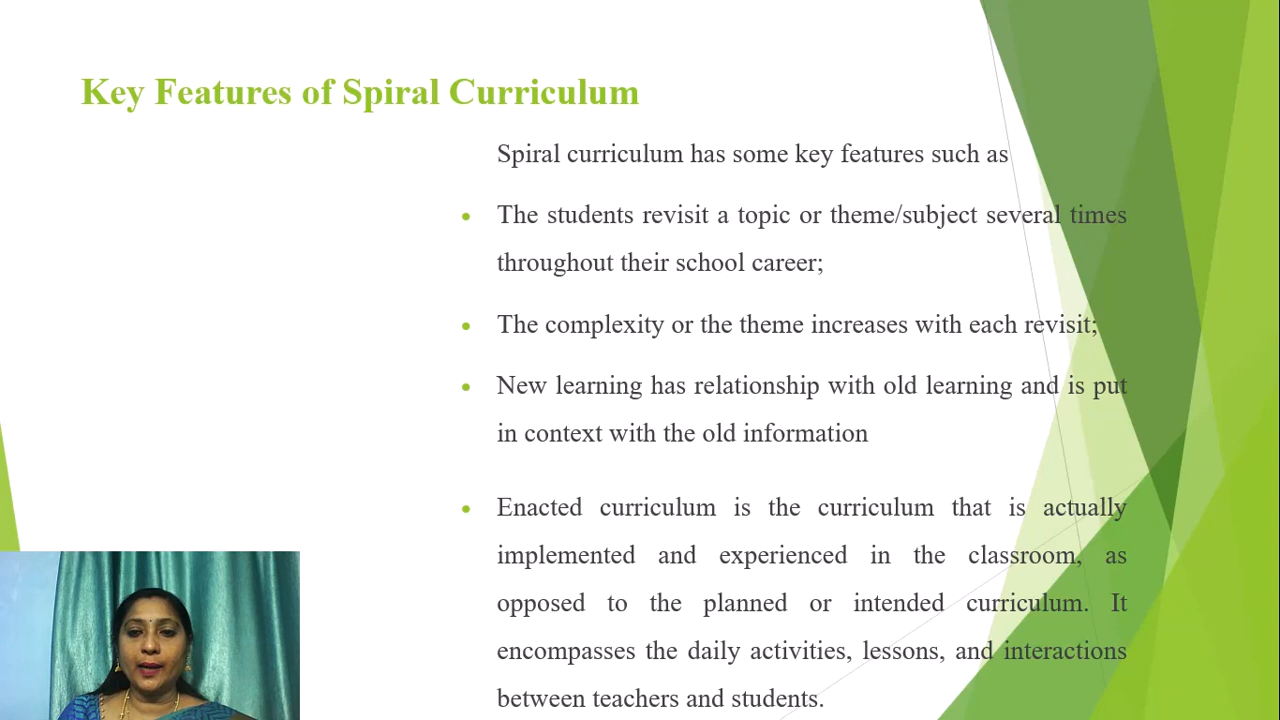 Key Features of Spiral Curriculum
Spiral curriculum has some key features such as
The students revisit a topic or theme/subject several times
throughout their school career;
The complexity or the theme increases with each revisit;
New learning has relationship with old learning and is put
in context with the old information
Enacted curriculum is the curriculum that is actually
implemented and experienced in the classroom, as
opposed to the planned or intended curriculum. It
encompasses the daily activities, lessons, and interactions
between teachers and students.